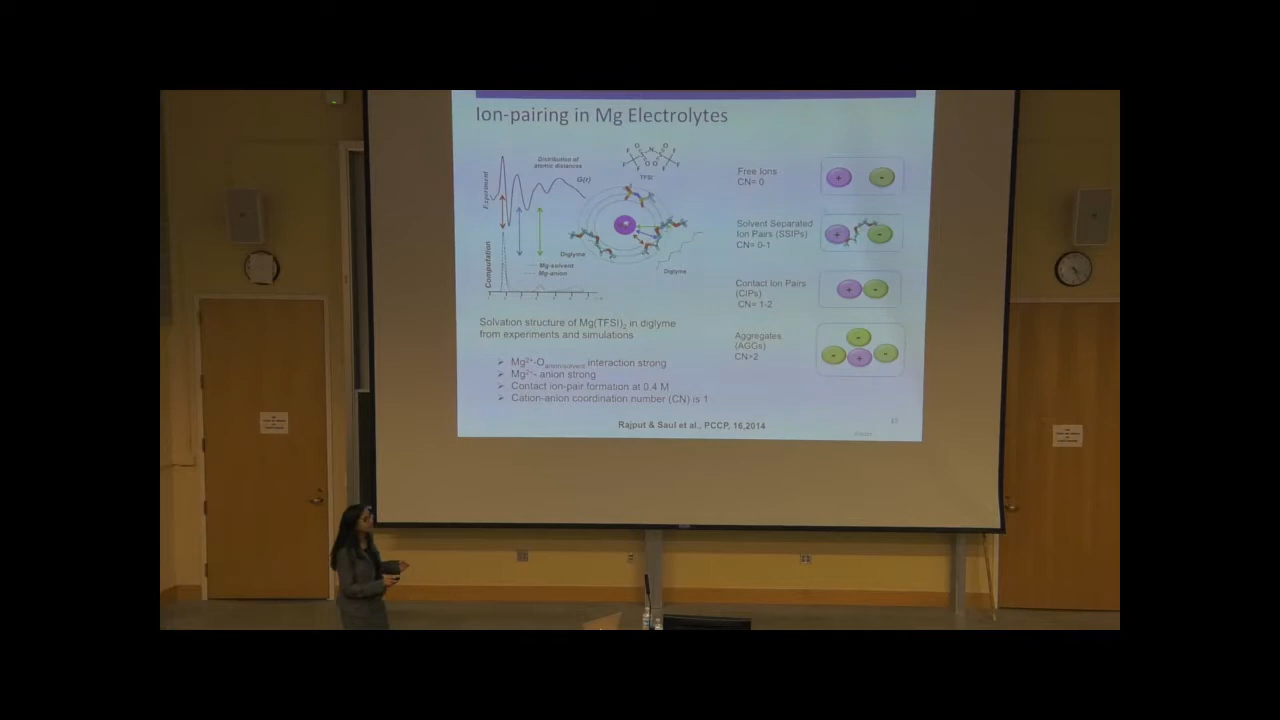 Ion-pairing in Mg Electrolytes
Distribution of
atomic distances
G(r)
Experiment
Computation
Mg-solvent
Mg-anion
O
N
O
F
F
F
F
O
O
TFSI
Diglyme
Diglyme
Solvation structure of Mg(TFSI)2 in diglyme
from experiments and simulations
➢ Mg2+-Oanion/solvent interaction strong
➢ Mg2+- anion strong
➢ Contact ion-pair formation at 0.4 M
➢ Cation-anion coordination number (CN) is 1
Free Ions
CN= 0
+ -
Solvent Separated
Ion Pairs (SSIPs)
CN= 0-1
+ -
Contact Ion Pairs
(CIPs)
CN= 1-2
+ -
Aggregates
(AGGs)
CN>2
-
- + -
Rajput & Saul et al., PCCP, 16,2014